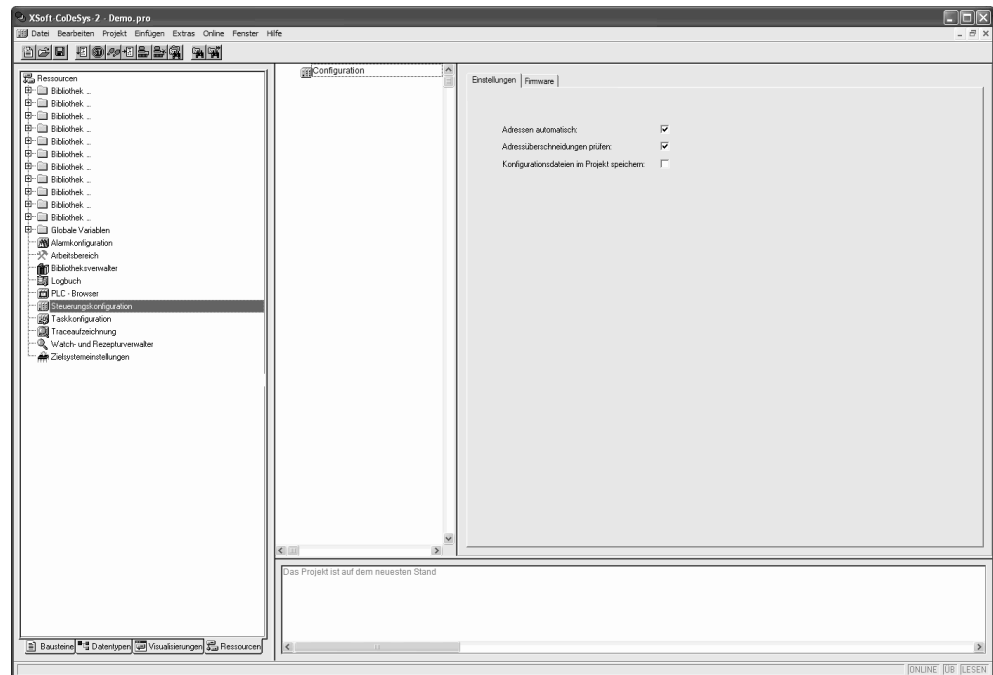 XSoft-CoDeSys-2 - Demo.pro
Datei Bearbeiten Projekt Einfügen Extras Online Fenster Hilfe
Ressourcen
Bibliothek ...
Bibliothek ...
Bibliothek ...
Bibliothek ...
Bibliothek ...
Bibliothek ...
Bibliothek ...
Bibliothek ...
Bibliothek ...
Bibliothek ...
Bibliothek ...
Globale Variablen
Alarmkonfiguration
Arbeitsbereich
Bibliotheksverwalter
Logbuch
PLC - Browser
Steuerungskonfiguration
Taskkonfiguration
Traceaufzeichnung
Watch- und Rezepturverwalter
Zielsystemeinstellungen
Bausteine Datentypen Visualisierungen Ressourcen
Configuration
Einstellungen Firmware
Adressen automatisch:
Adressüberschneidungen prüfen:
Konfigurationsdateien im Projekt speichern:
Das Projekt ist auf dem neuesten Stand
ONLINE ÜB LESEN